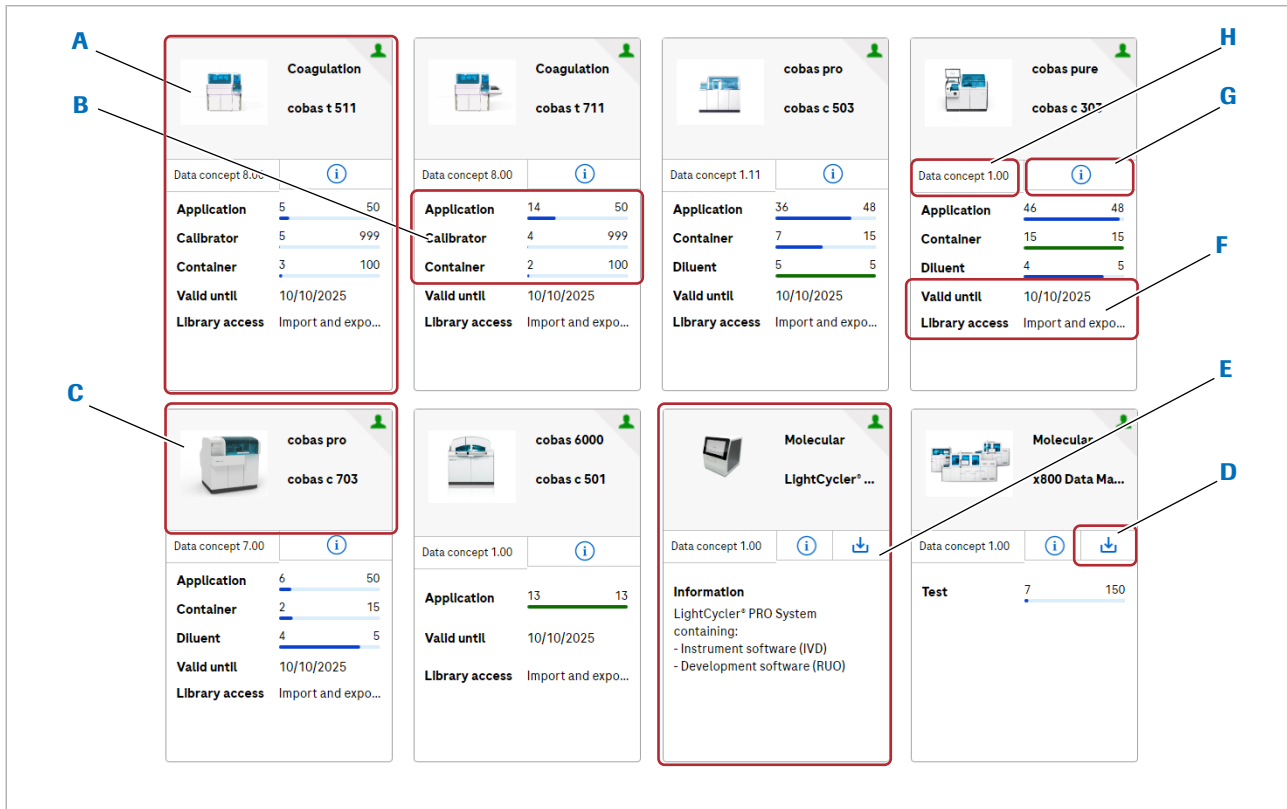 A
B
H
G
Coagulation
cobas t 511
Data concept 8.00
Application 5 50
Calibrator 5 999
Container 3 100
Valid until 10/10/2025
Library access Import and expo...
Coagulation
cobas t 711
Data concept 8.00
Application 14 50
Calibrator 4 999
Container 2 100
Valid until 10/10/2025
Library access Import and expo...
cobas pro
cobas c 503
Data concept 1.11
Application 36 48
Container 7 15
Diluent 5 5
Valid until 10/10/2025
Library access Import and expo...
cobas pure
cobas c 303
Data concept 1.00
Application 46 48
Container 15 15
Diluent 4 5
Valid until 10/10/2025
Library access Import and expo...
F
E
C
D
cobas pro
cobas c 703
Data concept 7.00
Application 6 50
Container 2 15
Diluent 4 5
Valid until 10/10/2025
Library access Import and expo...
cobas 6000
cobas c 501
Data concept 1.00
Application 13 13
Valid until 10/10/2025
Library access Import and expo...
Molecular
LightCycler® ...
Data concept 1.00
Information
LightCycler® PRO System
containing:
- Instrument software (IVD)
- Development software (RUO)
Molecular
x800 Data Ma...
Data concept 1.00
Test 7 150